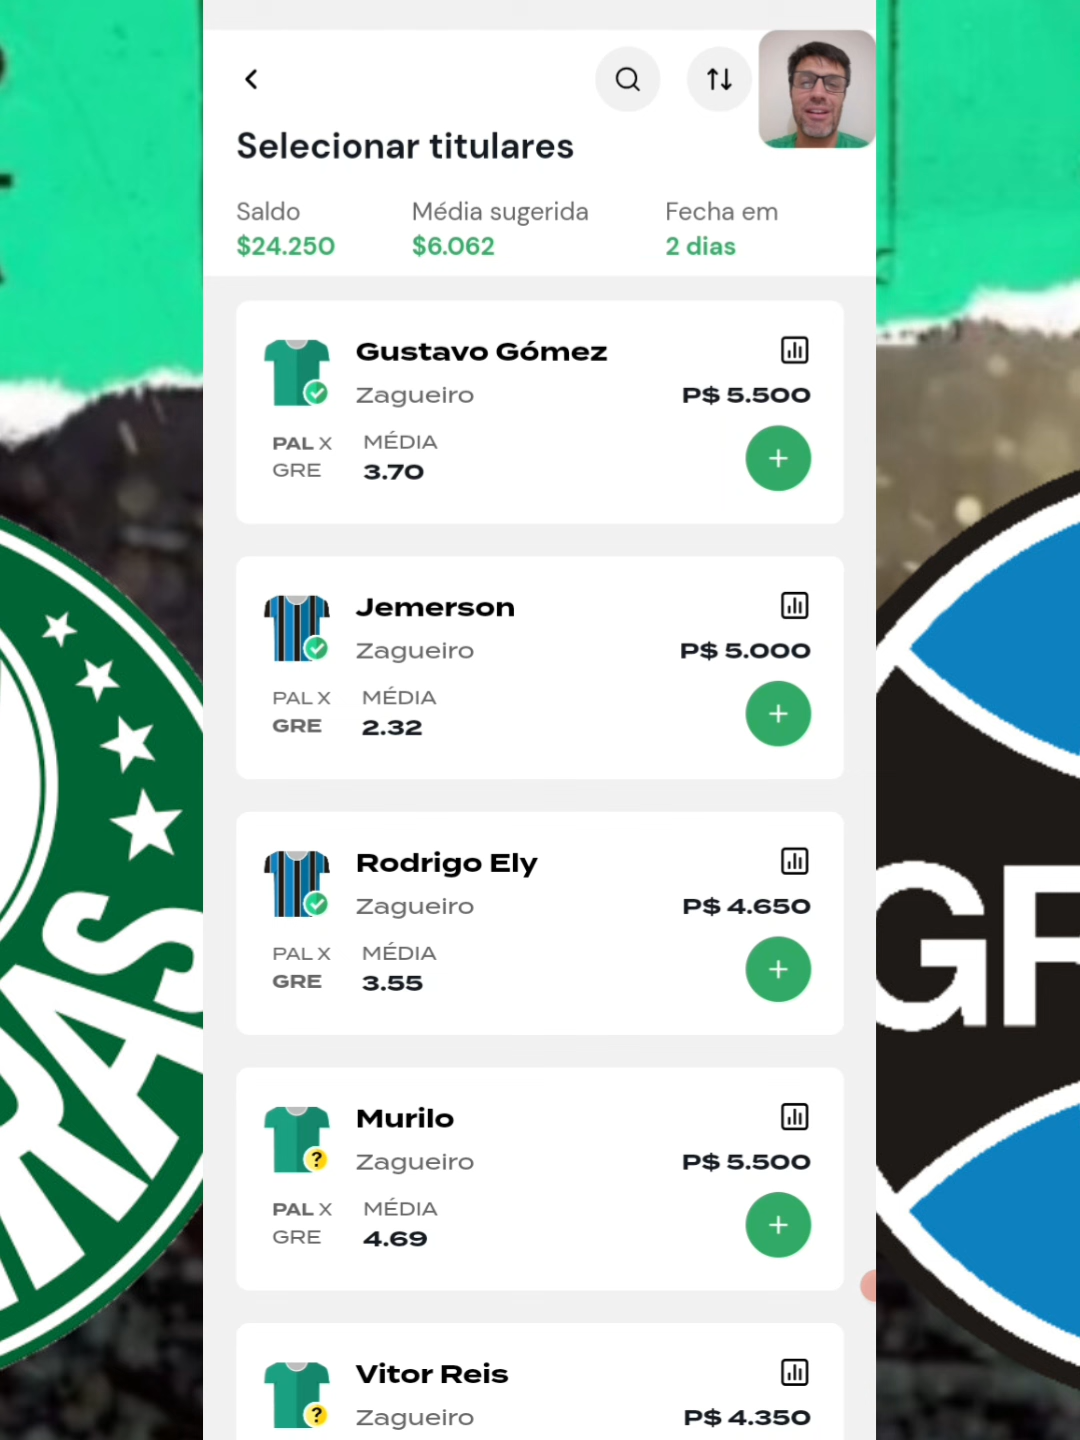 Selecionar titulares
Saldo
Média sugerida
Fecha em
$24.250
$6.062
2 dias
Gustavo Gómez
Zagueiro
P$ 5.500
PAL X
GRE
MÉDIA
3.70
Jemerson
Zagueiro
P$ 5.000
PAL X
GRE
MÉDIA
2.32
Rodrigo Ely
Zagueiro
P$ 4.650
PAL X
GRE
MÉDIA
3.55
Murilo
Zagueiro
?
P$ 5.500
PAL X
GRE
MÉDIA
4.69
Vitor Reis
Zagueiro
?
P$ 4.350
RAS
GR